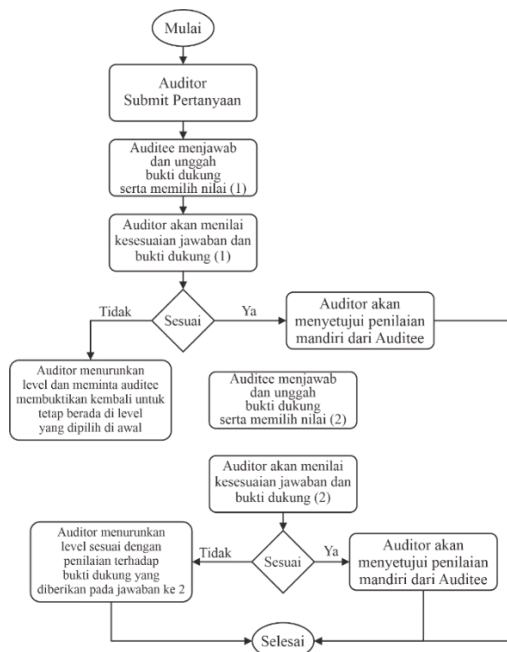 Mulai
Auditor
Submit Pertanyaan
Auditee menjawab
dan unggah
bukti dukung
serta memilih nilai (1)
Auditor akan menilai
kesesuaian jawaban dan
bukti dukung (1)
Tidak
Sesuai
Ya
Auditor akan
menyetujui penilaian
mandiri dari Auditee
Auditor menurunkan
level dan meminta auditee
membuktikan kembali untuk
tetap berada di level
yang dipilih di awal
Auditee menjawab
dan unggah
bukti dukung
serta memilih nilai (2)
Auditor akan menilai
kesesuaian jawaban dan
bukti dukung (2)
Auditor menurunkan
level sesuai dengan
penilaian terhadap
bukti dukung yang
diberikan pada jawaban ke 2
Tidak
Sesuai
Ya
Auditor akan
menyetujui penilaian
mandiri dari Auditee
Selesai